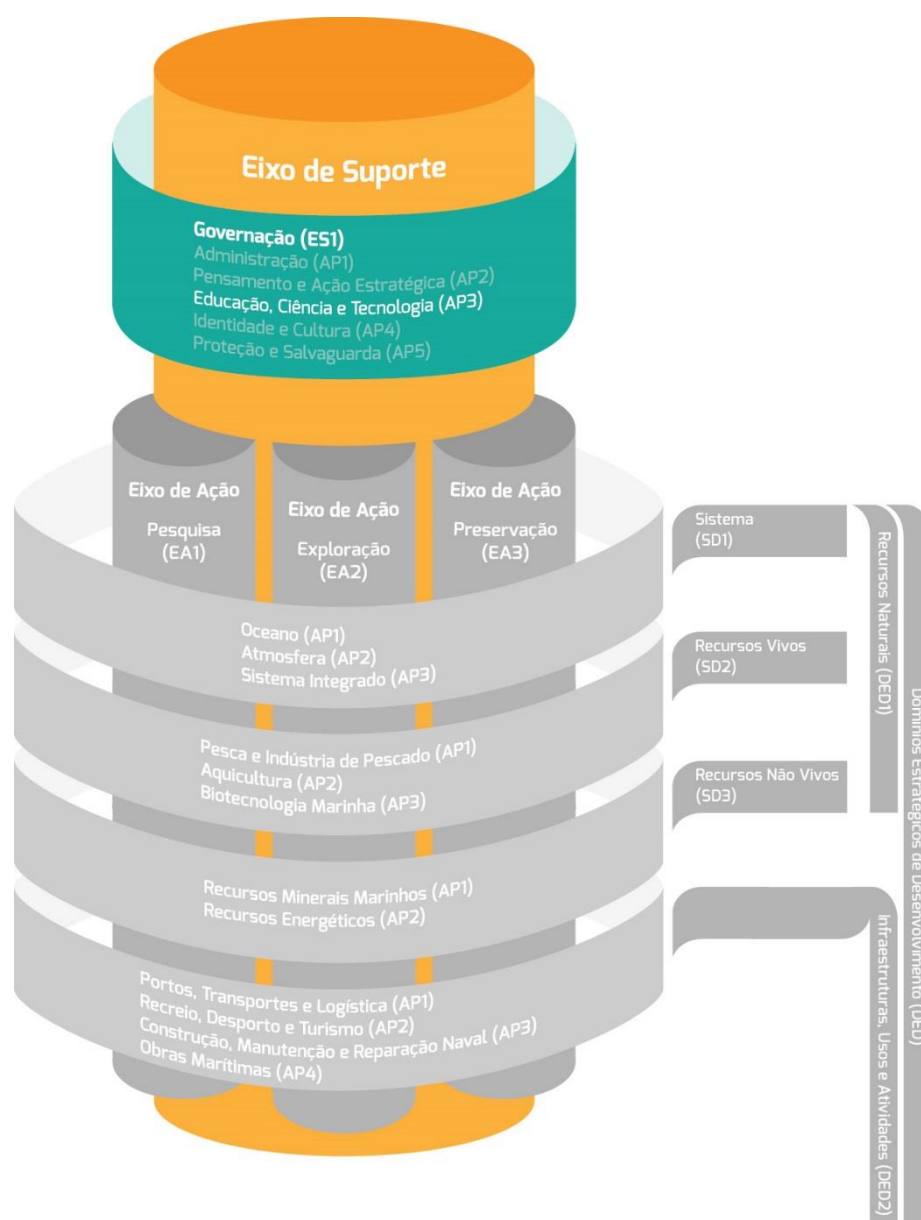 Eixo de Suporte
Governação (ES1)
Administração (AP1)
Pensamento e Ação Estratégica (AP2)
Educação, Ciência e Tecnologia (AP3)
Identidade e Cultura (AP4)
Proteção e Salvaguarda (AP5)
Eixo de Ação
Pesquisa
(EA1)
Eixo de Ação
Exploração
(EA2)
Eixo de Ação
Preservação
(EA3)
Oceano (AP1)
Atmosfera (AP2)
Sistema Integrado (AP3)
Pesca e Indústria de Pescado (AP1)
Aquicultura (AP2)
Biotecnologia Marinha (AP3)
Recursos Minerais Marinhos (AP1)
Recursos Energéticos (AP2)
Portos, Transportes e Logística (AP1)
Recreio, Desporto e Turismo (AP2)
Construção, Manutenção e Reparação Naval (AP3)
Obras Marítimas (AP4)
Sistema
(SD1)
Recursos Vivos
(SD2)
Recursos Não Vivos
(SD3)
Recursos Naturais (DED1)
Infraestruturas, Usos e Atividades (DED2)
Domínios Estratégicos de Desenvolvimento (DED)